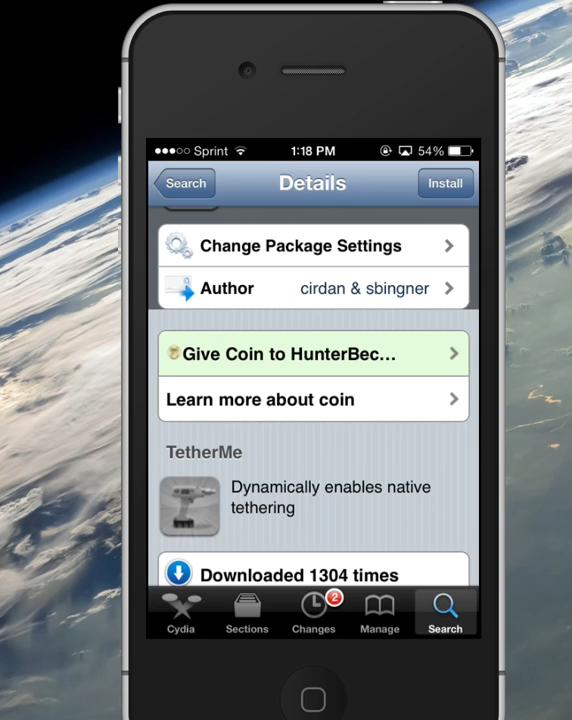 Sprint 1:18 PM 54%
Search Details Install
Change Package Settings
Author cirdan & sbingner
Give Coin to HunterBec...
Learn more about coin
TetherMe
Dynamically enables native
tethering
Downloaded 1304 times
2
Cydia Sections Changes Manage Search